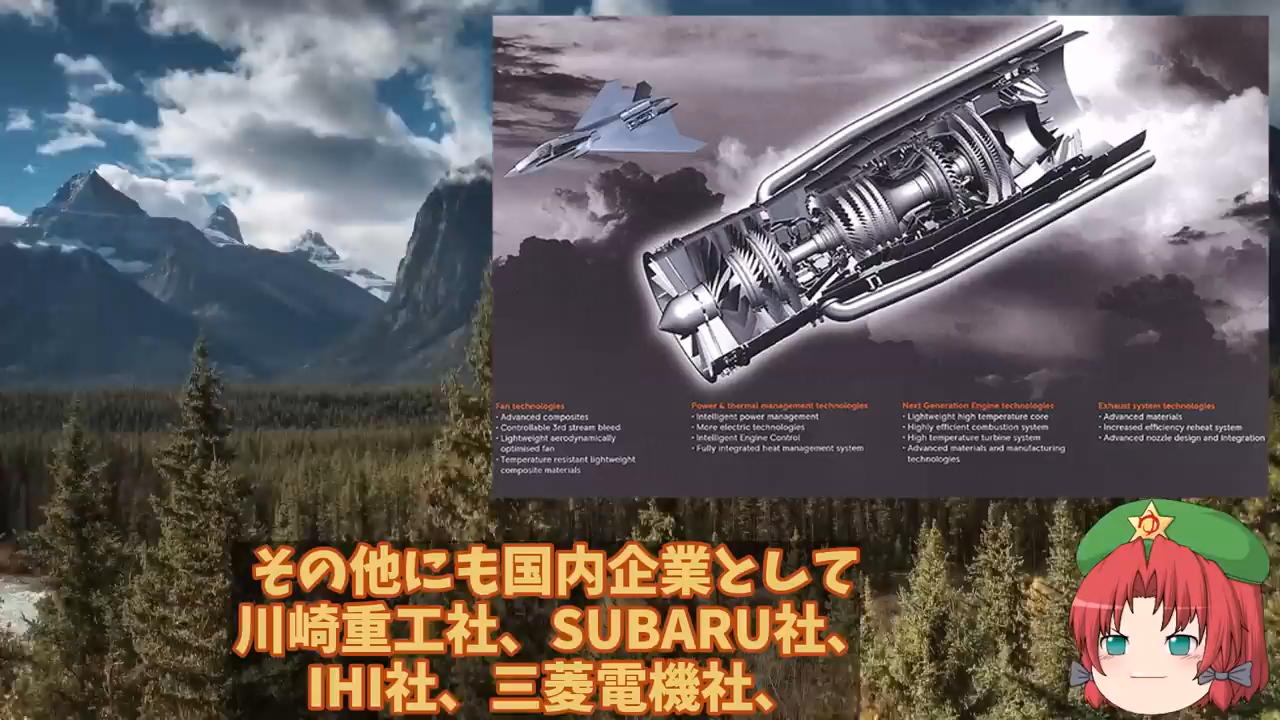 Fan technologies
• Advanced composites
• Controllable 3rd stream bleed
• Lightweight aerodynamically
optimised fan
• Temperature resistant lightweight
composite materials
Power & thermal management technologies
• Intelligent power management
• More electric technologies
• Intelligent Engine Control
• Fully integrated heat management system
Next Generation Engine technologies
• Lightweight high temperature core
• Highly efficient combustion system
• High temperature turbine system
• Advanced materials and manufacturing
technologies
Exhaust system technologies
• Advanced materials
• Increased efficiency reheat system
• Advanced nozzle design and Integration
その他にも国内企業として
川崎重工社、SUBARU社、
IHI社、三菱電機社、